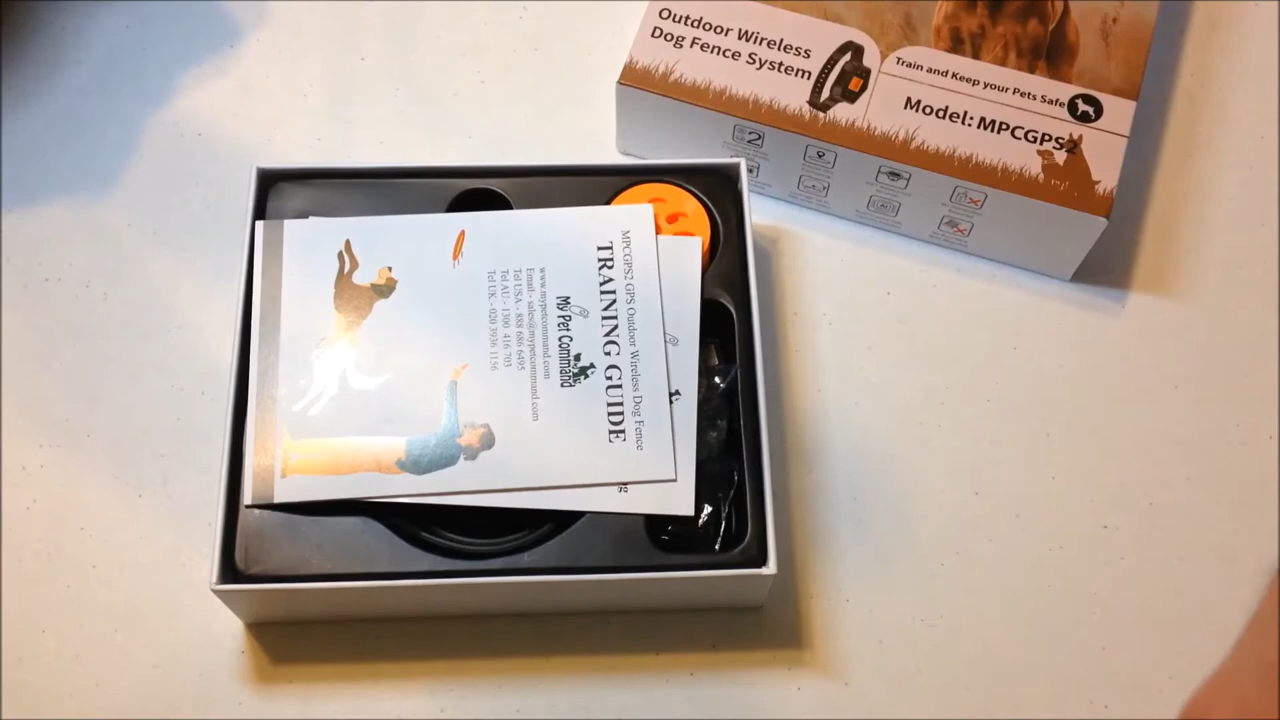 Outdoor Wireless
Dog Fence System
Train and Keep your Pets Safe
Model: MPCGPS2
2
MPCGPS2 GPS Outdoor Wireless Dog Fence
TRAINING GUIDE
My Pet Command
www.mypetcommand.com
Email:- sales@mypetcommand.com
Tel USA - 888 686 6495
Tel AU - 1300 416 703
Tel UK:- 020 3936 1156